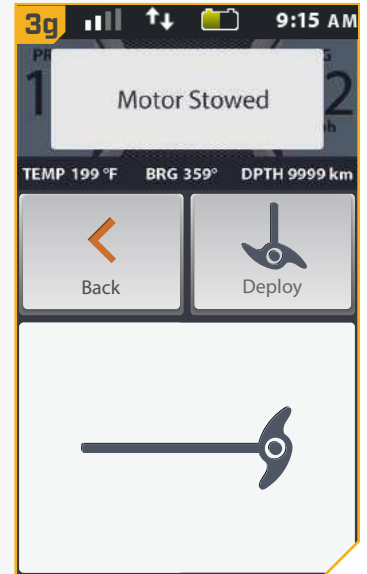 3g
9:15 AM
Motor Stowed
TEMP 199 °F BRG 359° DPTH 9999 km
Back
Deploy